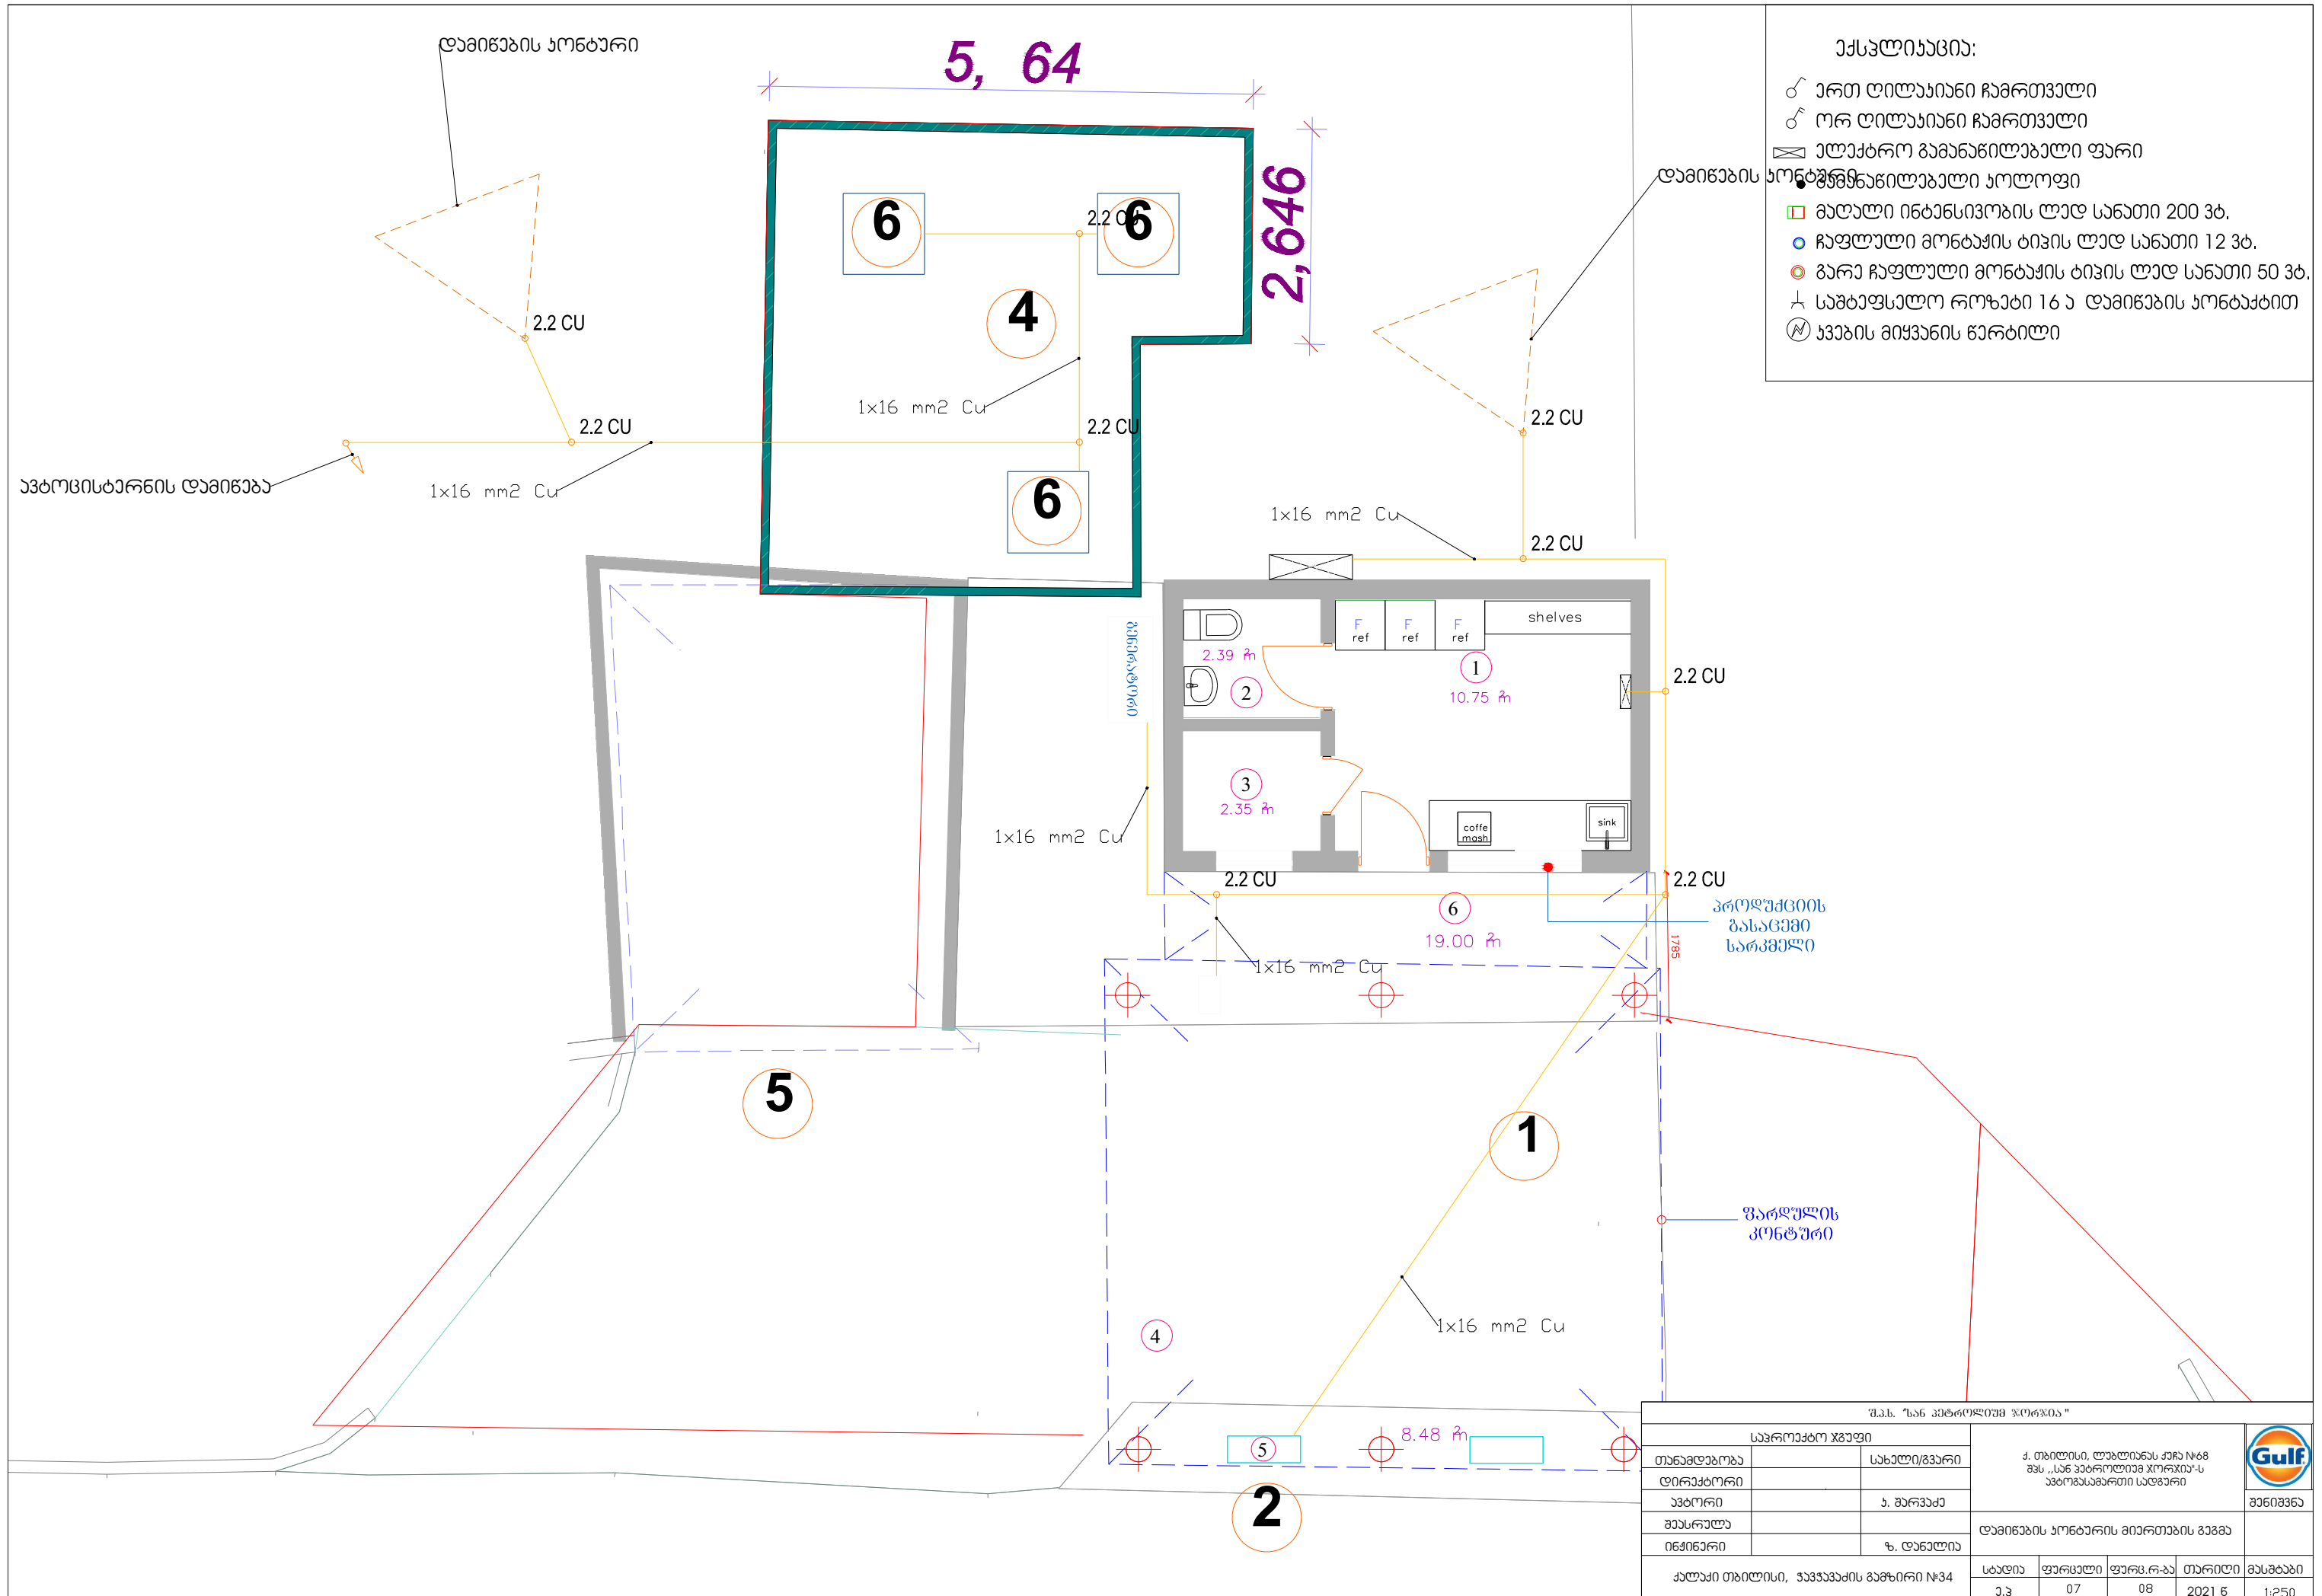 დამიწების კონტური
5, 64
ექსპლიკაცია:
ერთ ღილაკიანი ჩამრთველი
ორ ღილაკიანი ჩამრთველი
ელექტრო გამანაწილებელი ფარი
გამანაწილებელი კოლოფი
მაღალი ინტენსივობის ლედ სანათი 200 ვტ.
ჩაფლული მონტაჟის ტიპის ლედ სანათი 12 ვტ.
გარე ჩაფლული მონტაჟის ტიპის ლედ სანათი 50 ვტ.
საშტეფსელო როზეტი 16 ა დამიწების კონტაქტით
კვების მიყვანის წერტილი
დამიწების კონტური
2,646
6
6
2.2 CU
4
2.2 CU
1x16 mm2 Cu
2.2 CU
2.2 CU
2.2 CU
ავტოცისტერნის დამიწება
1x16 mm2 Cu
6
1x16 mm2 Cu
2.2 CU
გენერატორი
F
ref
F
ref
F
ref
shelves
2.39 m2
1
2
10.75 m2
2.2 CU
3
2.35 m2
1x16 mm2 Cu
coffe
mash
sink
2.2 CU
2.2 CU
6
19.00 m2
პროდუქციის
გასაცემი
სარკმელი
1785
1x16 mm2 Cu
5
1
ფარდულის
კონტური
1x16 mm2 Cu
4
5
8.48 m2
2
შ.პ.ს. "სან პეტროლიუმ ჯორჯია"
საპროექტო ჯგუფი
თანამდებობა
სახელი/გვარი
დირექტორი
ავტორი
კ. შარვაძე
შეასრულა
ინჟინერი
ზ. დანელია
ქ. თბილისი, ლუბლიანას ქუჩა №68
შპს ,,სან პეტროლიუმ ჯორჯია"-ს
ავტოგასამართი სადგური
Gulf
შენიშვნა
დამიწების კონტურის მიერთების გეგმა
ქალაქი თბილისი, ჭავჭავაძის გამზირი №34
სტადია
ფურცელი
ფურც.რ-ბა
თარიღი
მასშტაბი
ე.პ
07
08
2021 წ
1:250